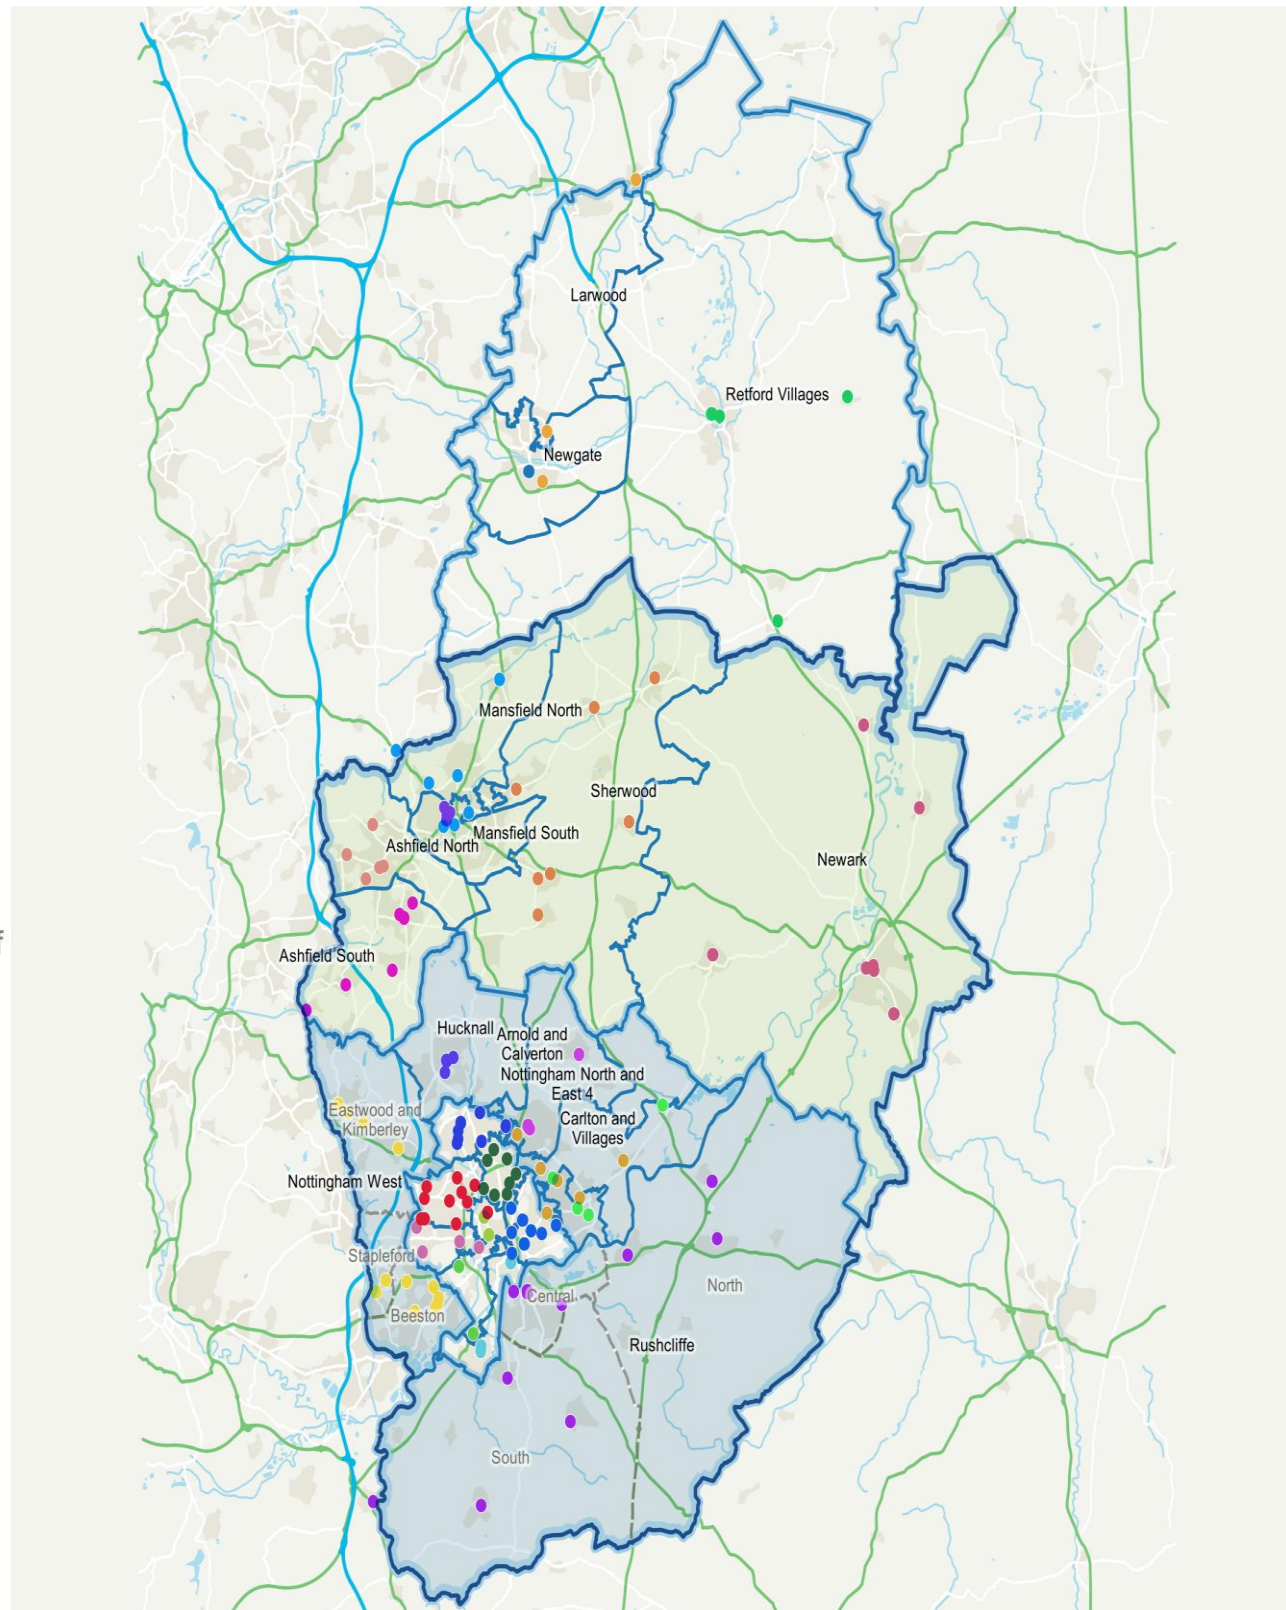 Larwood
Retford Villages
Newgate
Mansfield North
Sherwood
Mansfield South
Ashfield North
Newark
f
Ashfield South
Hucknall
Arnold and
Calverton
Nottingham North and
East 4
Eastwood and
Kimberley
Carlton and
Villages
Nottingham West
Stapleford
North
Central
Beeston
Rushcliffe
South